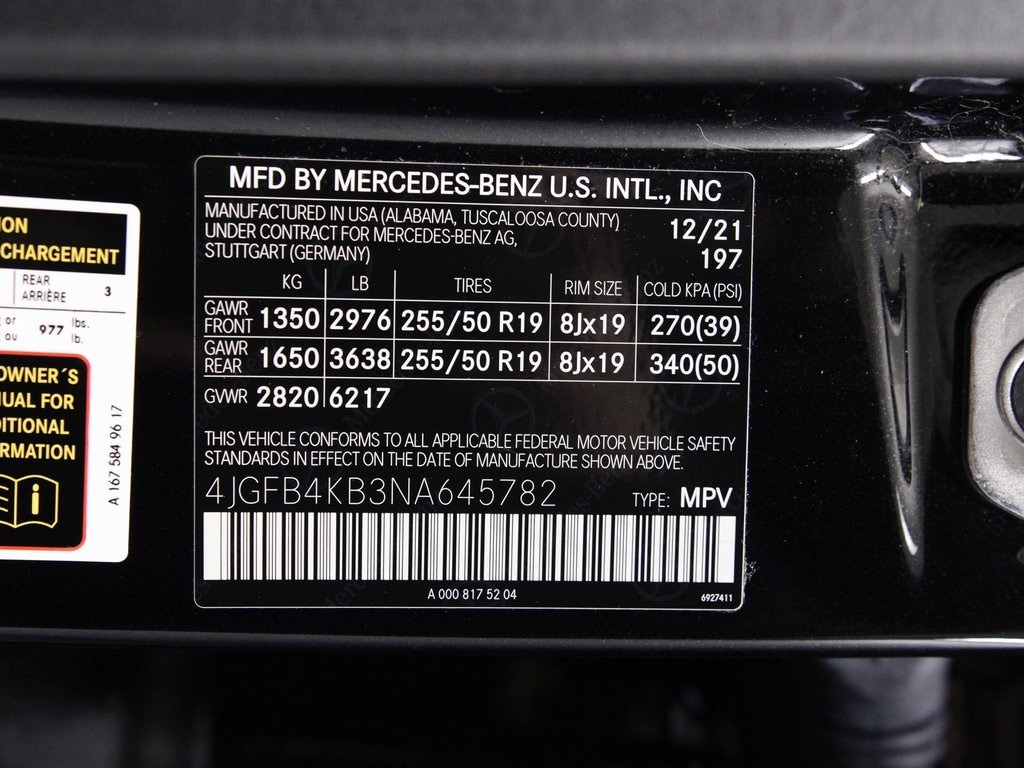 ION
CHARGEMENT
REAR
ARRIÈRE 3
or
ou 977 lbs.
lb.
OWNER´S
UAL FOR
ITIONAL
RMATION
A 167 584 96 17
MFD BY MERCEDES-BENZ U.S. INTL., INC
MANUFACTURED IN USA (ALABAMA, TUSCALOOSA COUNTY) 12/21
UNDER CONTRACT FOR MERCEDES-BENZ AG,
STUTTGART (GERMANY) 197
KG LB TIRES RIM SIZE COLD KPA (PSI)
GAWR
FRONT 1350 2976 255/50 R19 8Jx19 270(39)
GAWR
REAR 1650 3638 255/50 R19 8Jx19 340(50)
GVWR 2820 6217
THIS VEHICLE CONFORMS TO ALL APPLICABLE FEDERAL MOTOR VEHICLE SAFETY
STANDARDS IN EFFECT ON THE DATE OF MANUFACTURE SHOWN ABOVE.
4JGFB4KB3NA645782 TYPE: MPV
A 000 817 52 04
6927411